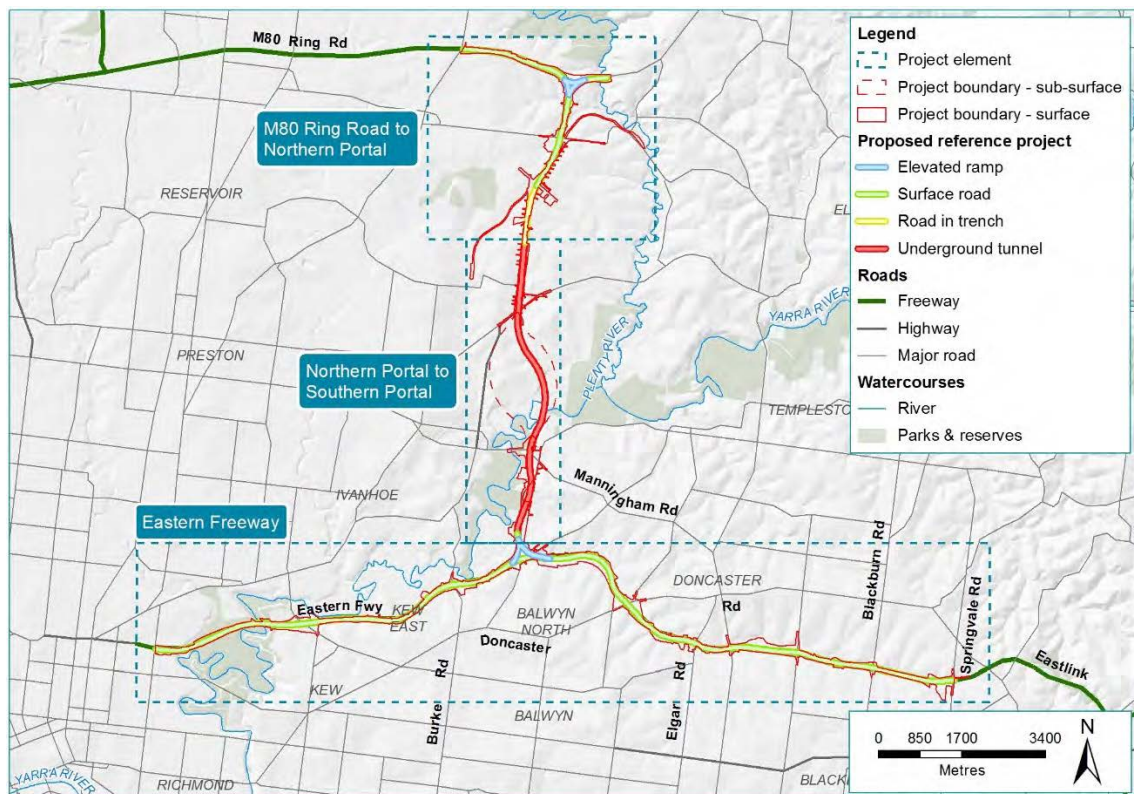 M80 Ring Rd
M80 Ring Road to
Northern Portal
RESERVOIR
EL
PLENTY RIVER
YARRA RIVER
PRESTON
Northern Portal to
Southern Portal
TEMPLESTO
IVANHOE
Manningham Rd
Eastern Freeway
Blackburn Rd
Springvale Rd
DONCASTER
Eastern Fwy
KEW
EAST
BALWYN
NORTH
Doncaster
Rd
Eastlink
KEW
Burke Rd
Elgar Rd
BALWYN
YARRA RIVER
RICHMOND
BLACKB
Legend
Project element
Project boundary - sub-surface
Project boundary - surface
Proposed reference project
Elevated ramp
Surface road
Road in trench
Underground tunnel
Roads
Freeway
Highway
Major road
Watercourses
River
Parks & reserves
0 850 1700 3400
Metres
N